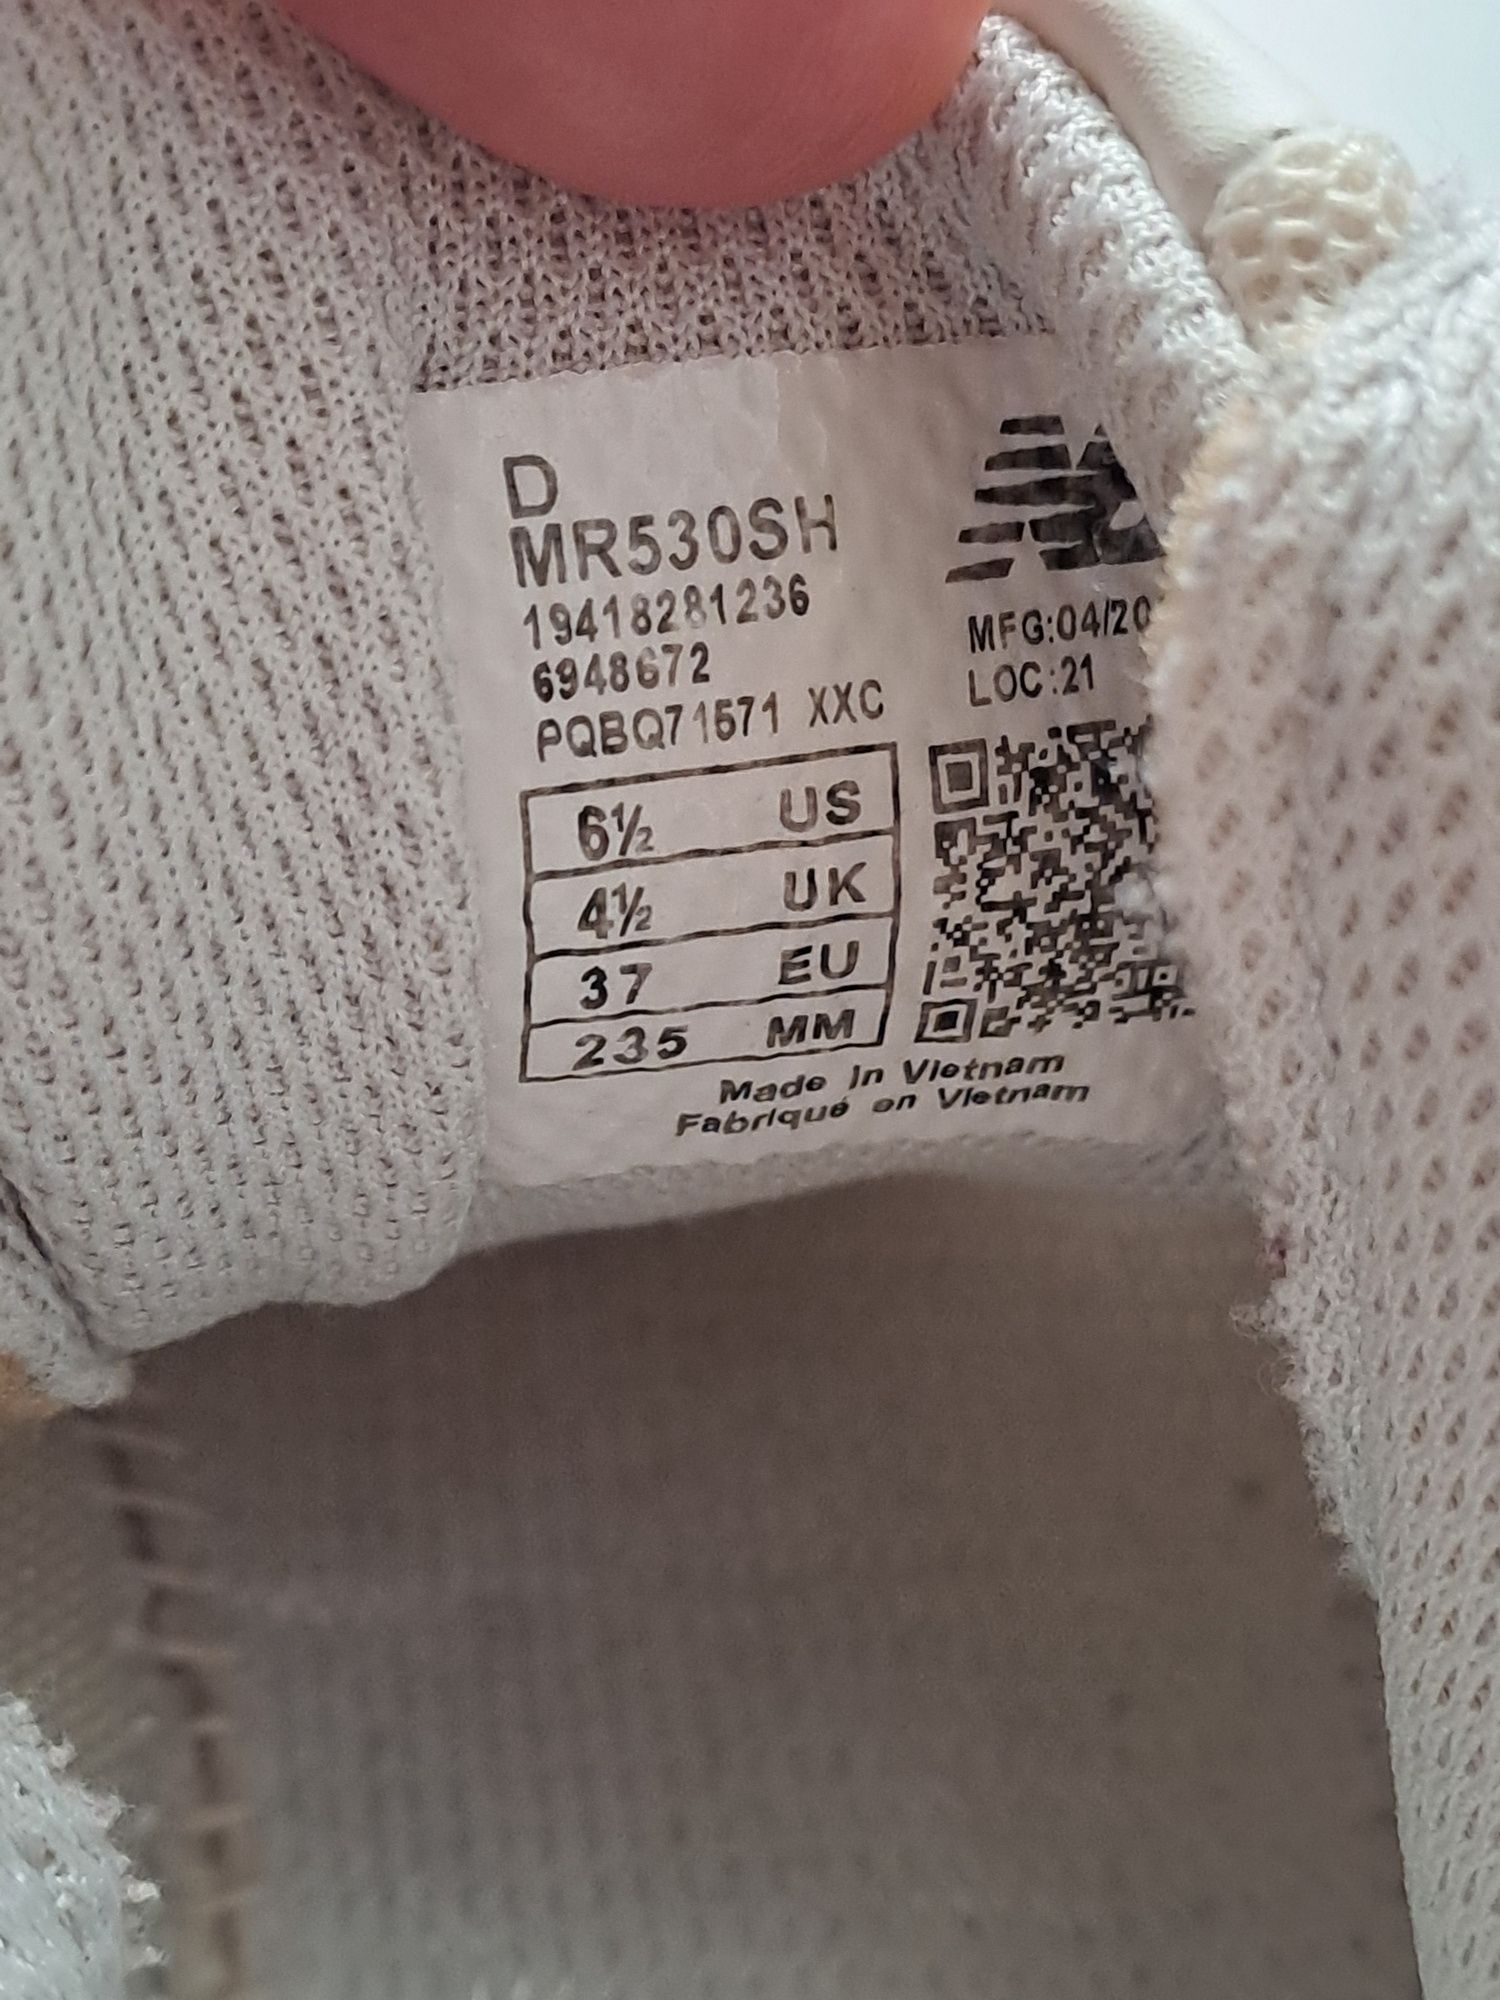 D
MR530SH
19418281236
6948672
PQBQ71571 XXC
MFG:04/20
LOC:21
6½ US
4½ UK
37 EU
235 MM
Made in Vietnam
Fabriqué en Vietnam